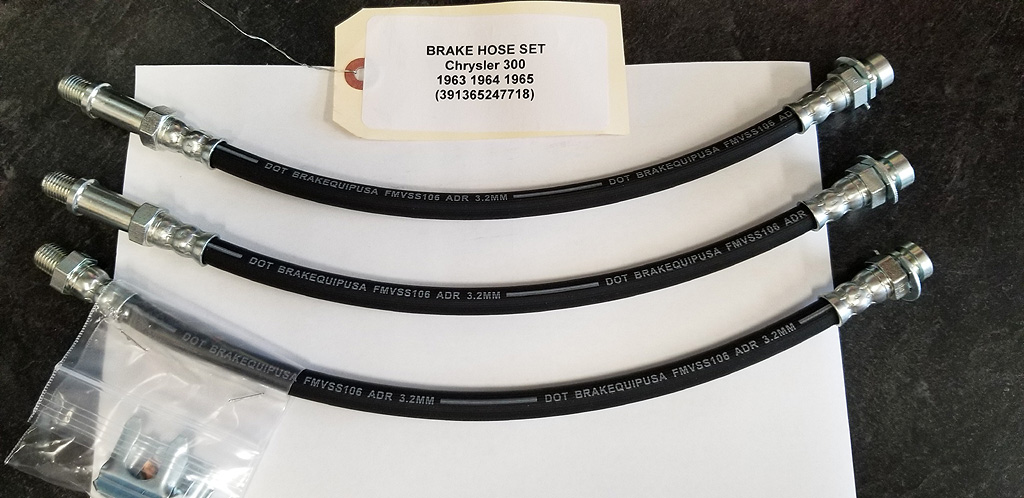 BRAKE HOSE SET
Chrysler 300
1963 1964 1965
(391365247718)
DOT BRAKEQUIPUSA FMVSS106 ADR 3.2MM DOT BRAKEQUIPUSA FMVSS106 AD
DOT BRAKEQUIPUSA FMVSS106 ADR 3.2MM DOT BRAKEQUIPUSA FMVSS106 ADR
DOT BRAKEQUIPUSA FMVSS106 ADR 3.2MM DOT BRAKEQUIPUSA FMVSS106 ADR 3.2MM